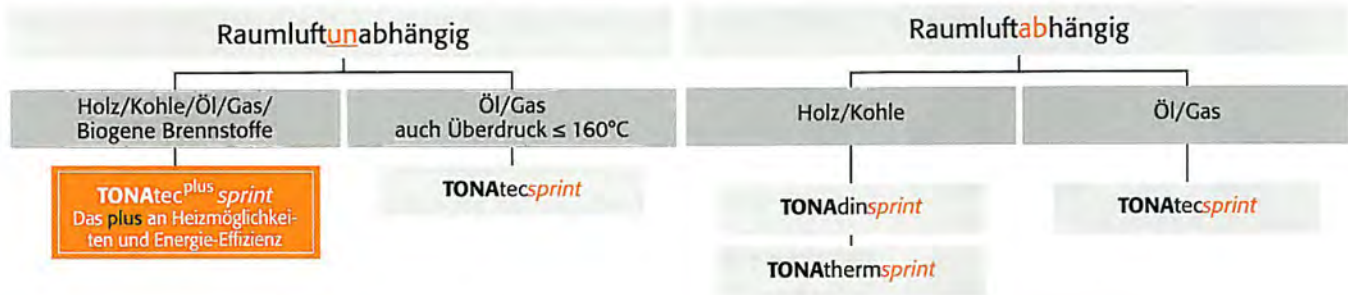 Raumluftunabhängig
Holz/Kohle/Öl/Gas/
Biogene Brennstoffe
TONAtecplus sprint
Das plus an Heizmöglichkei-
ten und Energie-Effizienz
Öl/Gas
auch Überdruck ≤ 160°C
TONAtecsprint
Raumluftabhängig
Holz/Kohle
TONAdinsprint
TONAthermsprint
Öl/Gas
TONAtecsprint